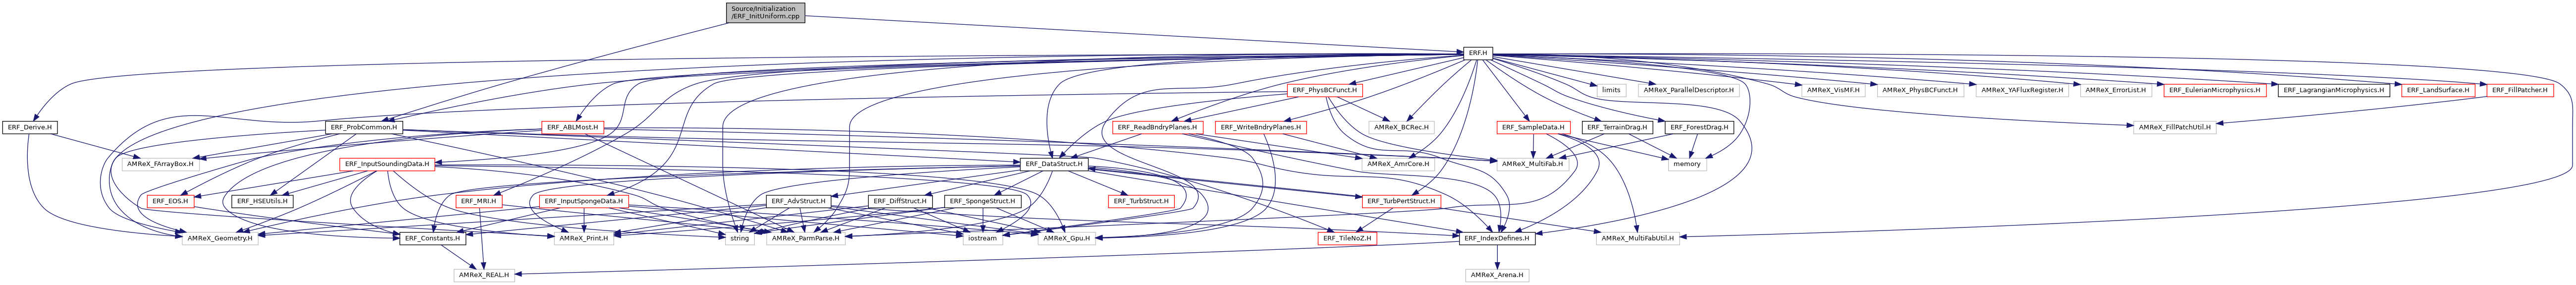 Source/Initialization
/ERF_InitUniform.cpp
ERF.H
ERF_PhysBCFunct.H
limits
AMReX_ParallelDescriptor.H
AMReX_VisMF.H
AMReX_PhysBCFunct.H
AMReX_YAFluxRegister.H
AMReX_ErrorList.H
ERF_EulerianMicrophysics.H
ERF_LagrangianMicrophysics.H
ERF_LandSurface.H
ERF_FillPatcher.H
ERF_Derive.H
ERF_ProbCommon.H
ERF_ABLMost.H
ERF_ReadBndryPlanes.H
ERF_WriteBndryPlanes.H
AMReX_BCRec.H
ERF_SampleData.H
ERF_TerrainDrag.H
ERF_ForestDrag.H
AMReX_FillPatchUtil.H
AMReX_FArrayBox.H
ERF_InputSoundingData.H
ERF_DataStruct.H
AMReX_AmrCore.H
AMReX_MultiFab.H
memory
ERF_EOS.H
ERF_HSEUtils.H
ERF_MRI.H
ERF_InputSpongeData.H
ERF_AdvStruct.H
ERF_DiffStruct.H
ERF_SpongeStruct.H
ERF_TurbStruct.H
ERF_TurbPertStruct.H
AMReX_Geometry.H
ERF_Constants.H
AMReX_Print.H
string
AMReX_ParmParse.H
iostream
AMReX_Gpu.H
ERF_TileNoZ.H
ERF_IndexDefines.H
AMReX_MultiFabUtil.H
AMReX_REAL.H
AMReX_Arena.H